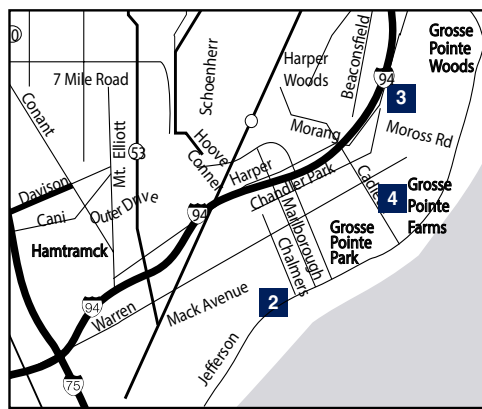 Grosse
Pointe
Woods
7 Mile Road
Conant
Mt. Elliott
53
Schoenherr
Harper
Woods
Beaconsfield
94
3
Hoove
Conner
Morang
Moross Rd
Harper
Chandler Park
Davison
Cani
Outer Drive
94
Cadie
4
Grosse
Pointe
Farms
Hamtramck
Marlborough
Chalmers
Grosse
Pointe
Park
94
Warren
Mack Avenue
2
Jefferson
75